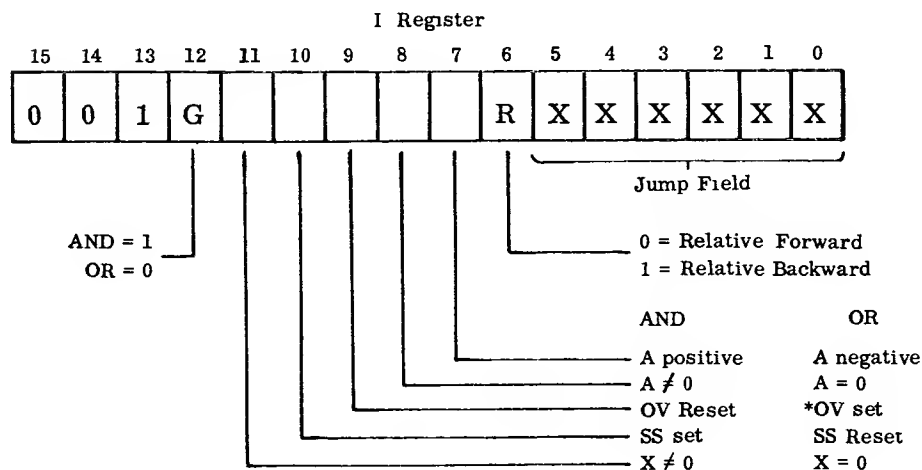 I Register
15 14 13 12 11 10 9 8 7 6 5 4 3 2 1 0
0 0 1 G R X X X X X X
Jump Field
AND = 1
OR = 0
0 = Relative Forward
1 = Relative Backward
AND OR
A positive A negative
A ≠ 0 A = 0
OV Reset *OV set
SS set SS Reset
X ≠ 0 X = 0